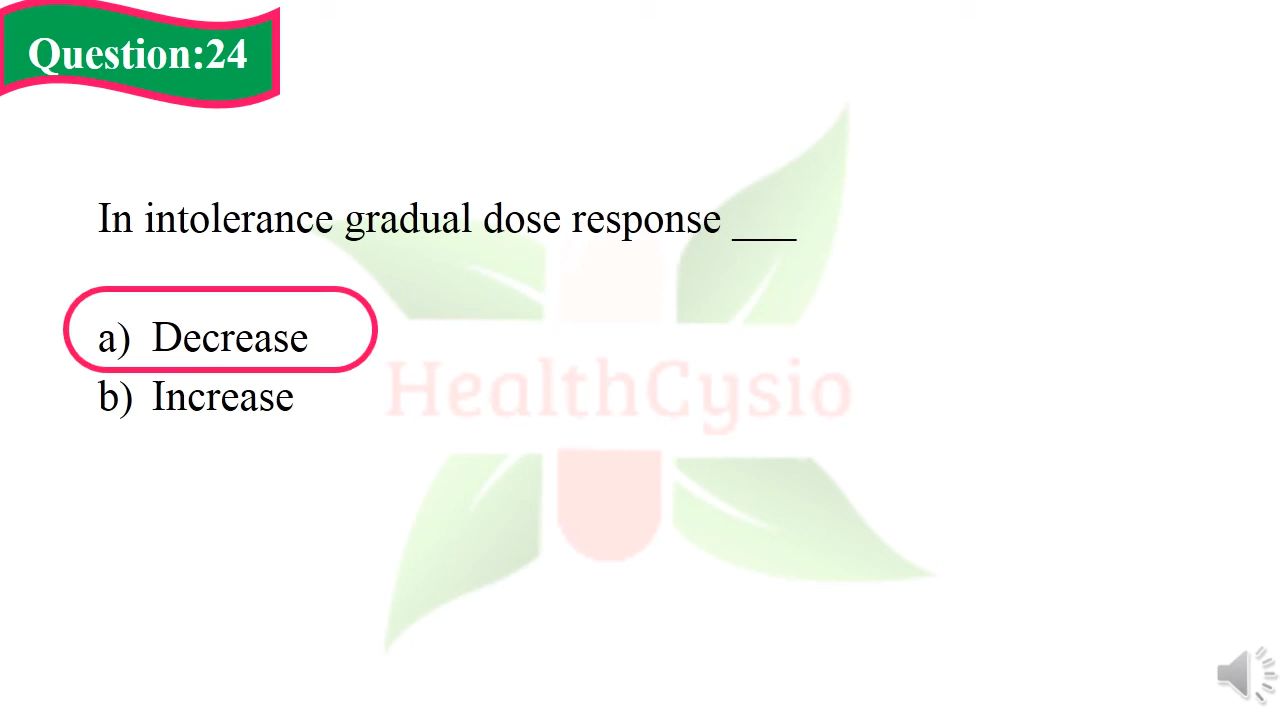 Question:24
In intolerance gradual dose response ___
a) Decrease
HealthCysio
b) Increase